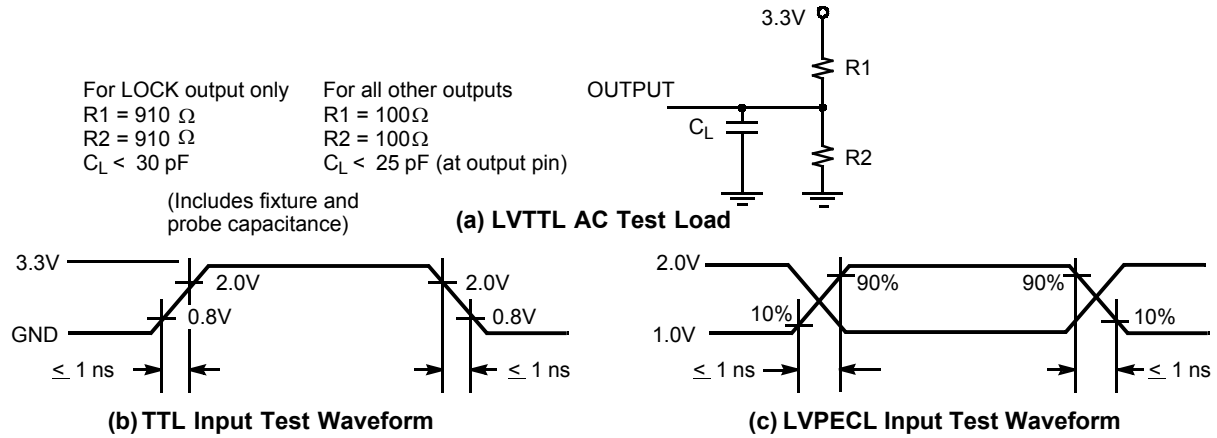 3.3V
R1
OUTPUT
CL
R2
For LOCK output only
R1 = 910 Ω
R2 = 910 Ω
CL < 30 pF
For all other outputs
R1 = 100Ω
R2 = 100Ω
CL < 25 pF (at output pin)
(Includes fixture and
probe capacitance)
(a) LVTTL AC Test Load
3.3V
2.0V
2.0V
0.8V
0.8V
GND
≤ 1 ns
≤ 1 ns
(b) TTL Input Test Waveform
2.0V
90%
90%
10%
10%
1.0V
≤ 1 ns
≤ 1 ns
(c) LVPECL Input Test Waveform